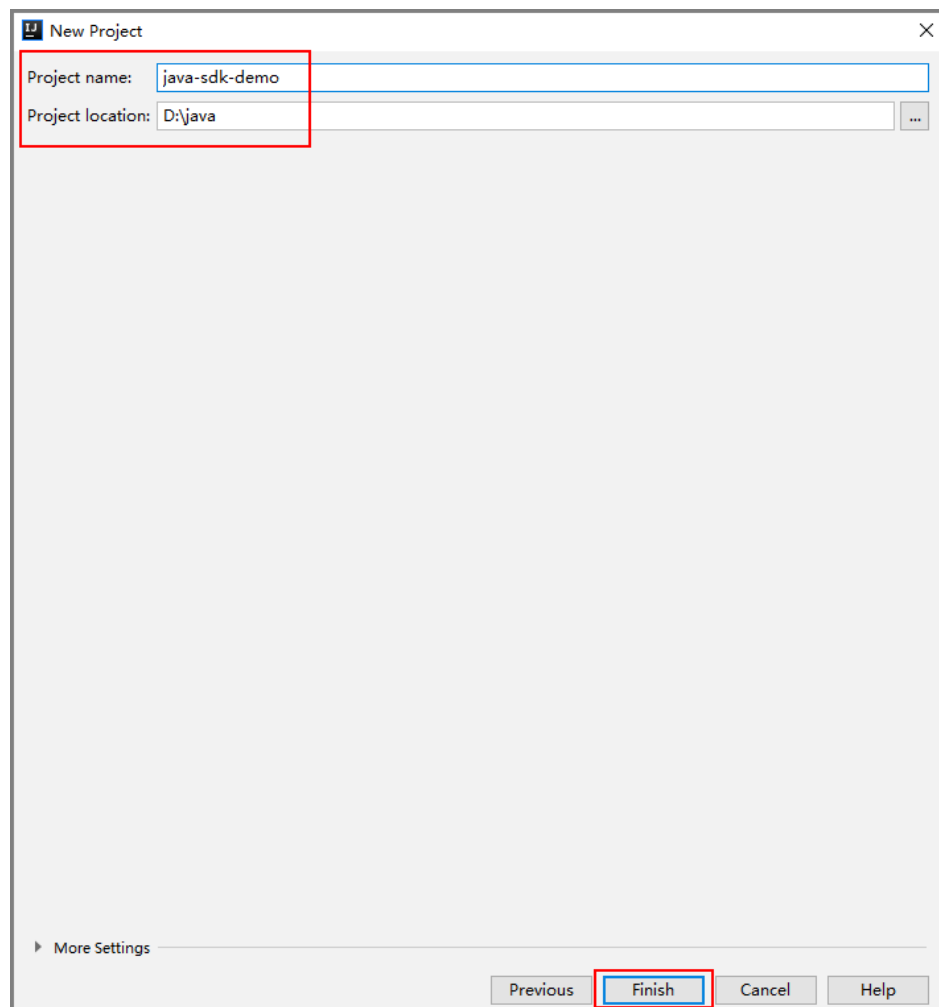 New Project
Project name: java-sdk-demo
Project location: D:\java ...
More Settings
Previous Finish Cancel Help